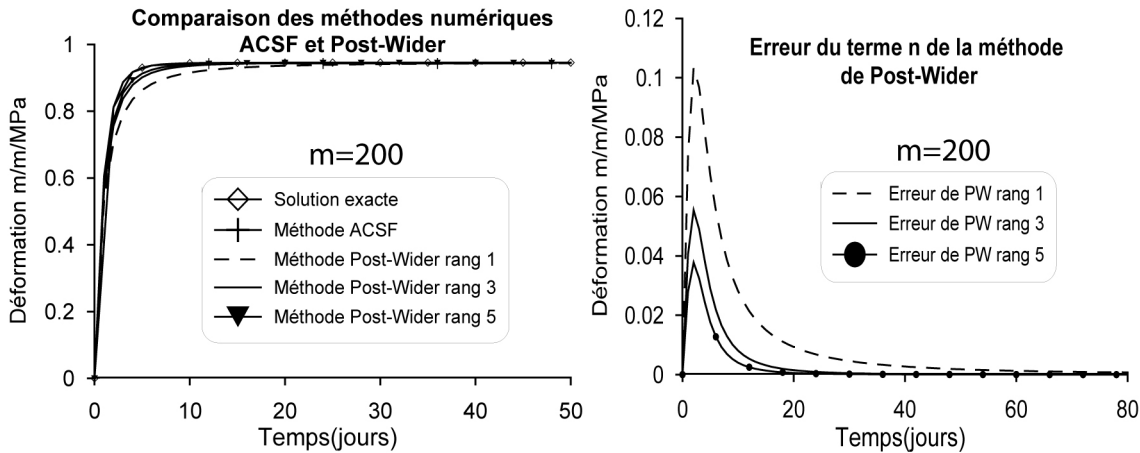 Comparaison des méthodes numériques
ACSF et Post-Wider
Déformation m/m/MPa
1
0.8
0.6
0.4
0.2
0
m=200
Solution exacte
Méthode ACSF
Méthode Post-Wider rang 1
Méthode Post-Wider rang 3
Méthode Post-Wider rang 5
0 10 20 30 40 50
Temps(jours)
Erreur du terme n de la méthode
de Post-Wider
Déformation m/m/MPa
0.12
0.1
0.08
0.06
0.04
0.02
0
m=200
Erreur de PW rang 1
Erreur de PW rang 3
Erreur de PW rang 5
0 20 40 60 80
Temps(jours)